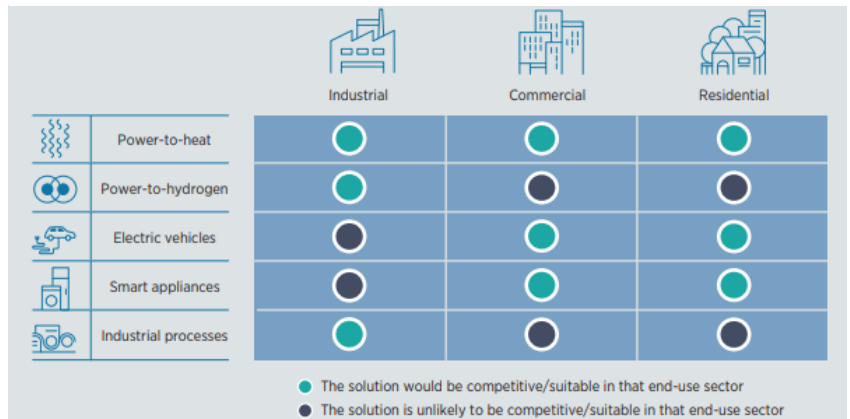 Industrial Commercial Residential
Power-to-heat
Power-to-hydrogen
Electric vehicles
Smart appliances
Industrial processes
The solution would be competitive/suitable in that end-use sector
The solution is unlikely to be competitive/suitable in that end-use sector